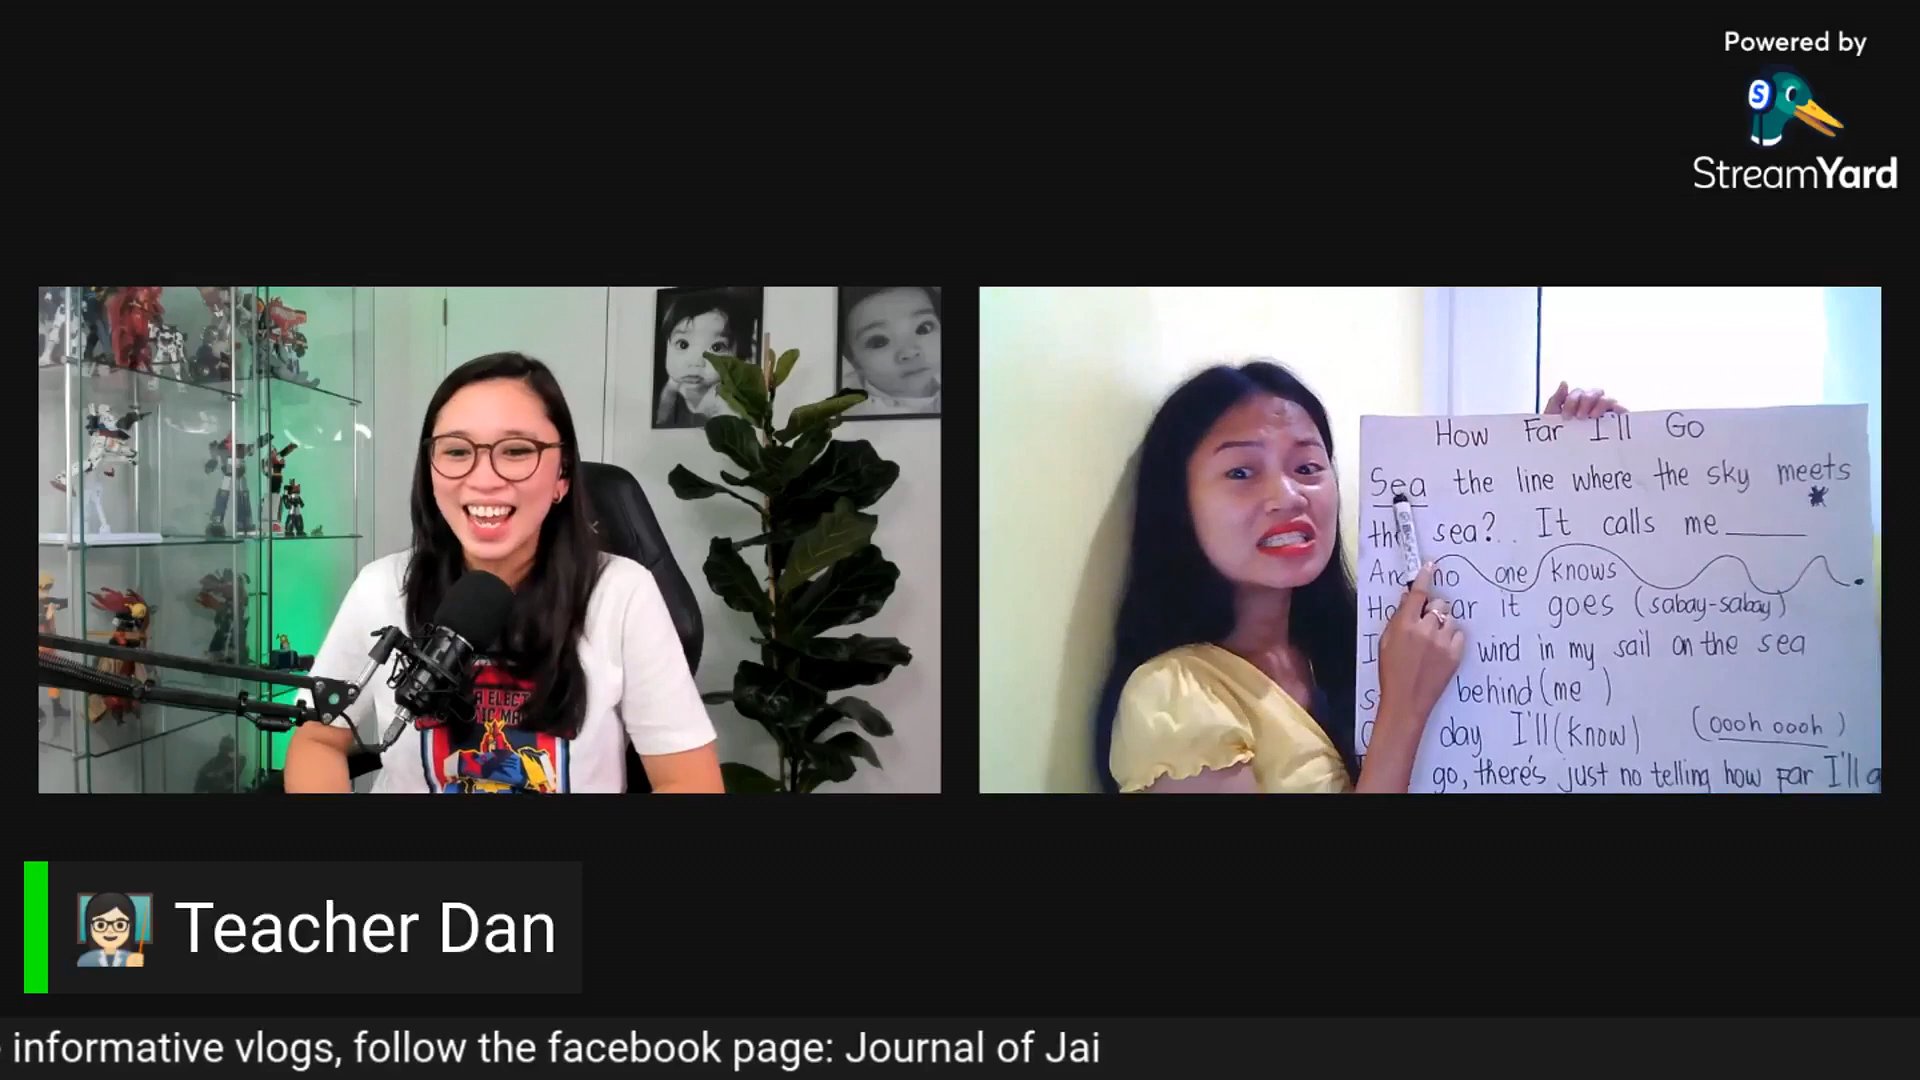 Powered by
S
StreamYard
How Far I'll Go
Sea the line where the sky meets
sea? It calls me
no one knows
it goes (sabay-sabay)
wind in my sail on the sea
behind (me )
day I'll (know) (oooh oooh)
go, there's just no telling how far I'll
Teacher Dan
informative vlogs, follow the facebook page: Journal of Jai